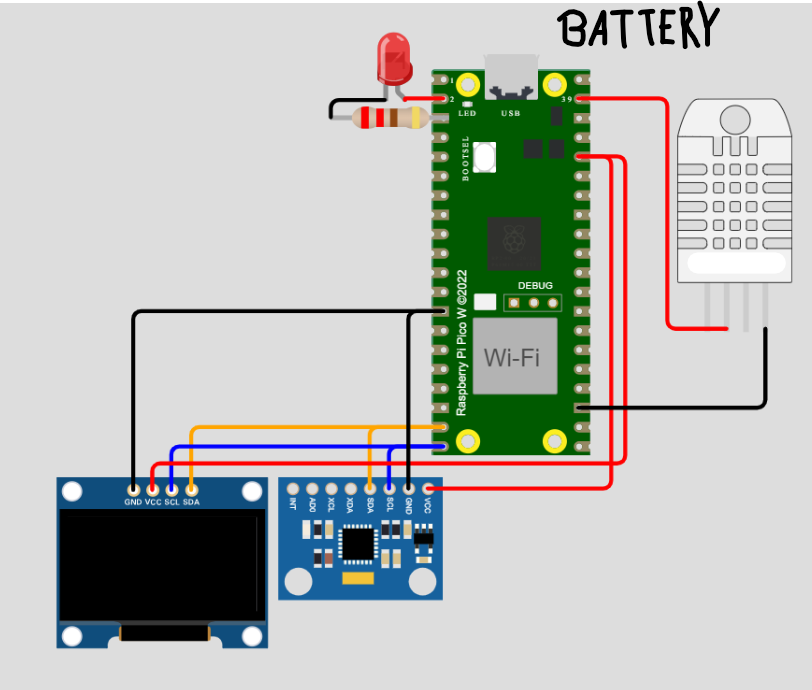 BATTERY
1
2
39
LED
USB
BOOTSEL
DEBUG
Raspberry Pi Pico W ©2022
Wi-Fi
GND VCC SCL SDA
INT AD0 XCL XDA SDA SCL GND VCC